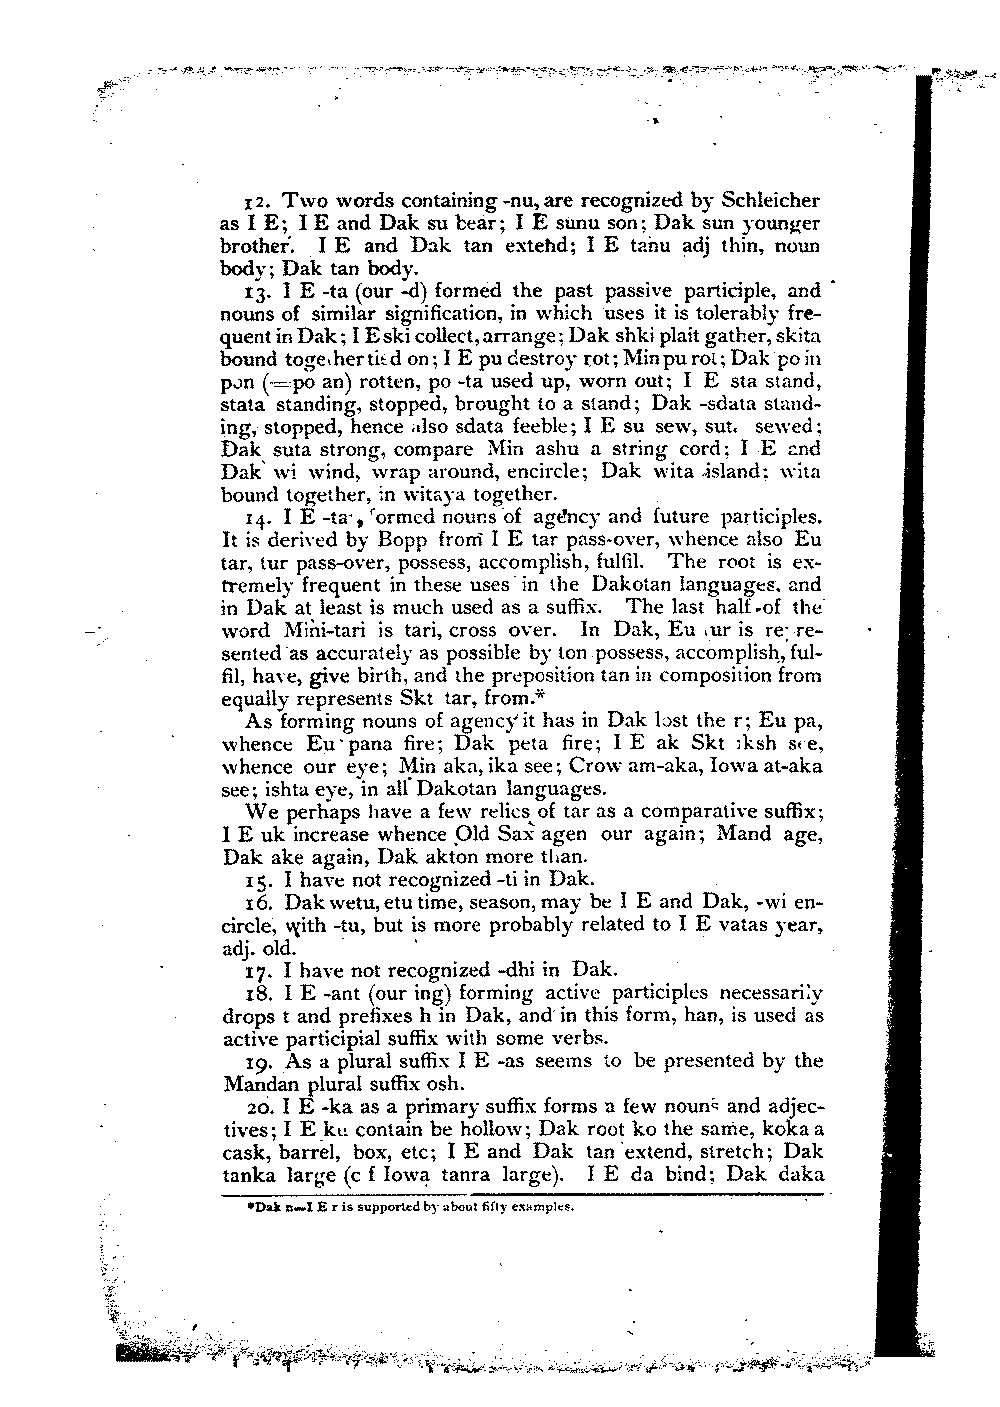 12. Two words containing -nu, are recognized by Schleicher
as I E; I E and Dak su bear; I E sunu son; Dak sun younger
brother. I E and Dak tan extend; I E tanu adj thin, noun
body; Dak tan body.
13. I E -ta (our -d) formed the past passive participle, and
nouns of similar signification, in which uses it is tolerably fre-
quent in Dak; I E ski collect, arrange; Dak shki plait gather, skita
bound together tied on; I E pu destroy rot; Min pu rot; Dak po in
pon (=po an) rotten, po -ta used up, worn out; I E sta stand,
stata standing, stopped, brought to a stand; Dak -sdata stand-
ing, stopped, hence also sdata feeble; I E su sew, suta sewed;
Dak suta strong, compare Min ashu a string cord; I E and
Dak wi wind, wrap around, encircle; Dak wita island; wita
bound together, in witaya together.
14. I E -ta , formed nouns of agency and future participles.
It is derived by Bopp from I E tar pass-over, whence also Eu
tar, tur pass-over, possess, accomplish, fulfil. The root is ex-
tremely frequent in these uses in the Dakotan languages, and
in Dak at least is much used as a suffix. The last half of the
word Mini-tari is tari, cross over. In Dak, Eu tur is repre-
sented as accurately as possible by ton possess, accomplish, ful-
fil, have, give birth, and the preposition tan in composition from
equally represents Skt tar, from.*
As forming nouns of agency it has in Dak lost the r; Eu pa,
whence Eu pana fire; Dak peta fire; I E ak Skt iksh see,
whence our eye; Min aka, ika see; Crow am-aka, Iowa at-aka
see; ishta eye, in all Dakotan languages.
We perhaps have a few relics of tar as a comparative suffix;
I E uk increase whence Old Sax agen our again; Mand age,
Dak ake again, Dak akton more than.
15. I have not recognized -ti in Dak.
16. Dak wetu, etu time, season, may be I E and Dak, -wi en-
circle, with -tu, but is more probably related to I E vatas year,
adj. old.
17. I have not recognized -dhi in Dak.
18. I E -ant (our ing) forming active participles necessarily
drops t and prefixes h in Dak, and in this form, han, is used as
active participial suffix with some verbs.
19. As a plural suffix I E -as seems to be presented by the
Mandan plural suffix osh.
20. I E -ka as a primary suffix forms a few nouns and adjec-
tives; I E ku contain be hollow; Dak root ko the same, koka a
cask, barrel, box, etc; I E and Dak tan extend, stretch; Dak
tanka large (c f Iowa tanra large). I E da bind; Dak daka
*Dak n—I E r is supported by about fifty examples.